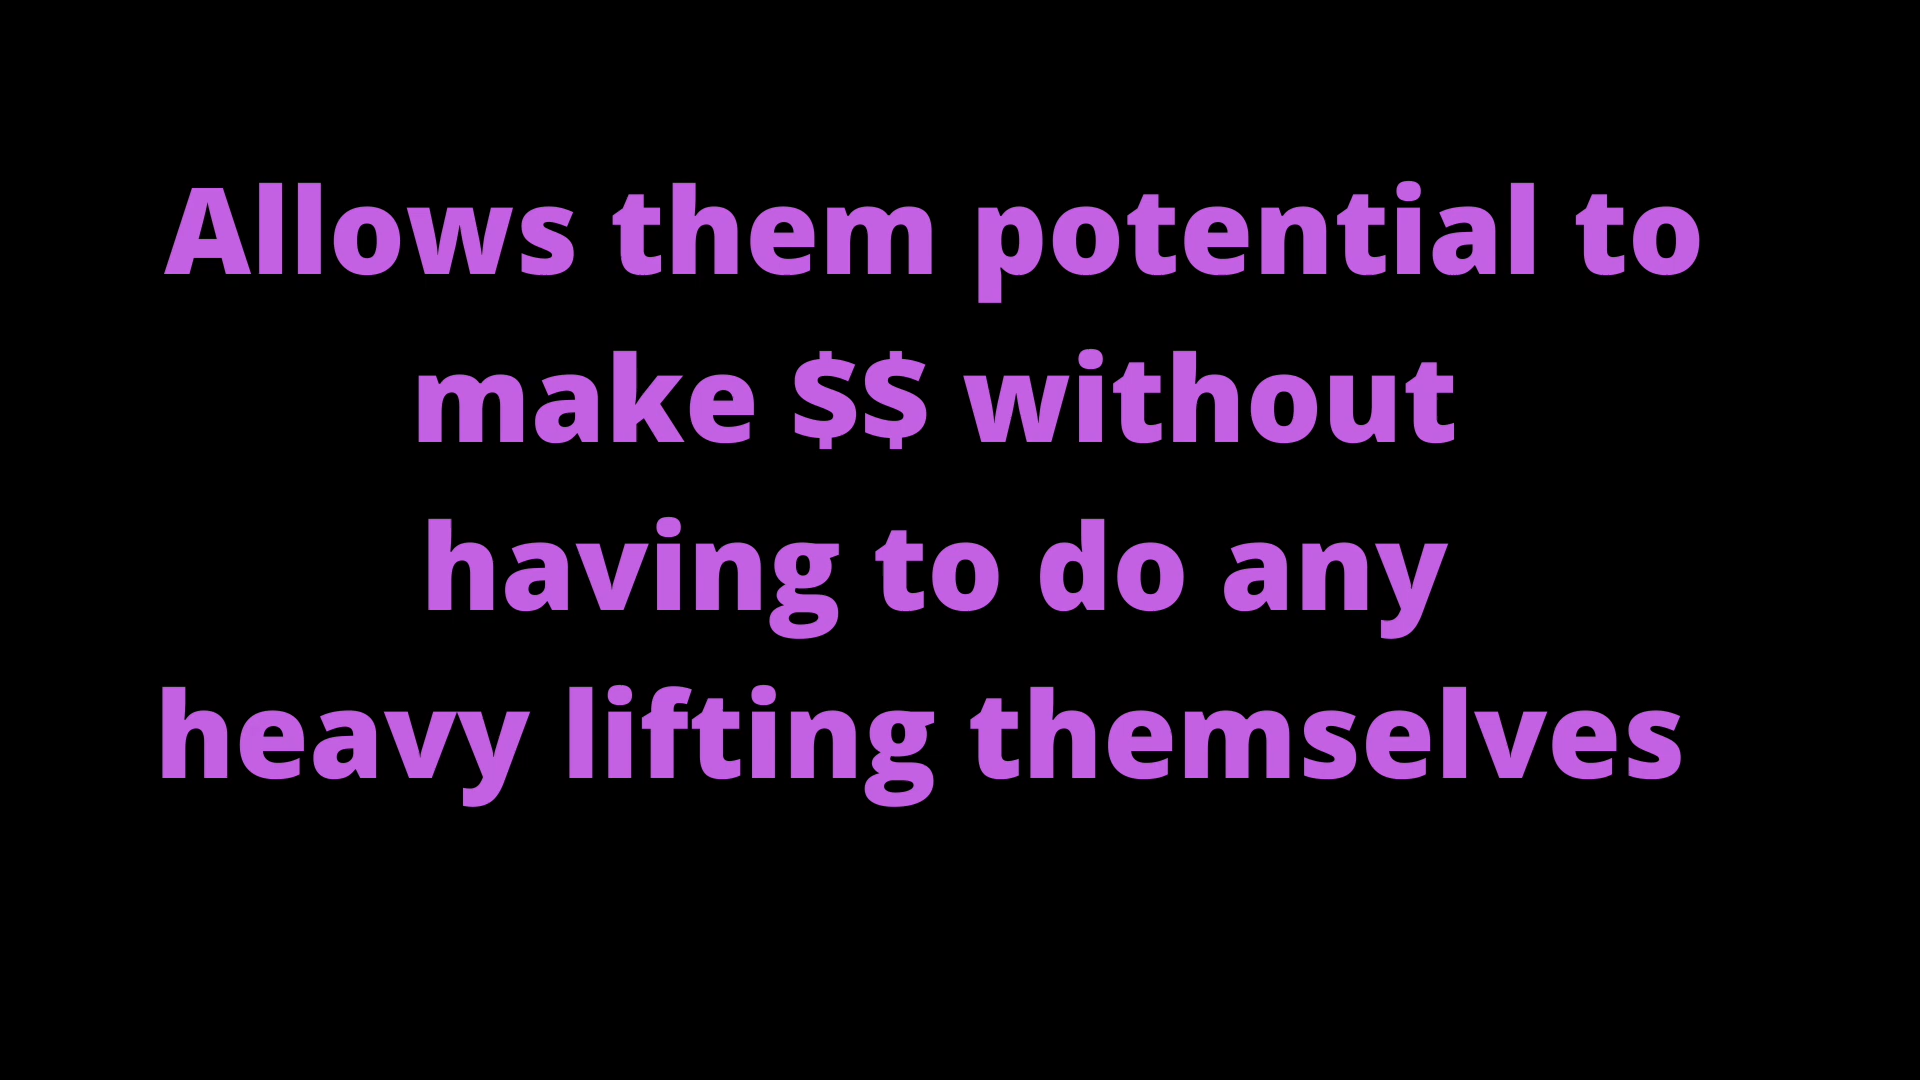 Allows them potential to
make $$ without
having to do any
heavy lifting themselves